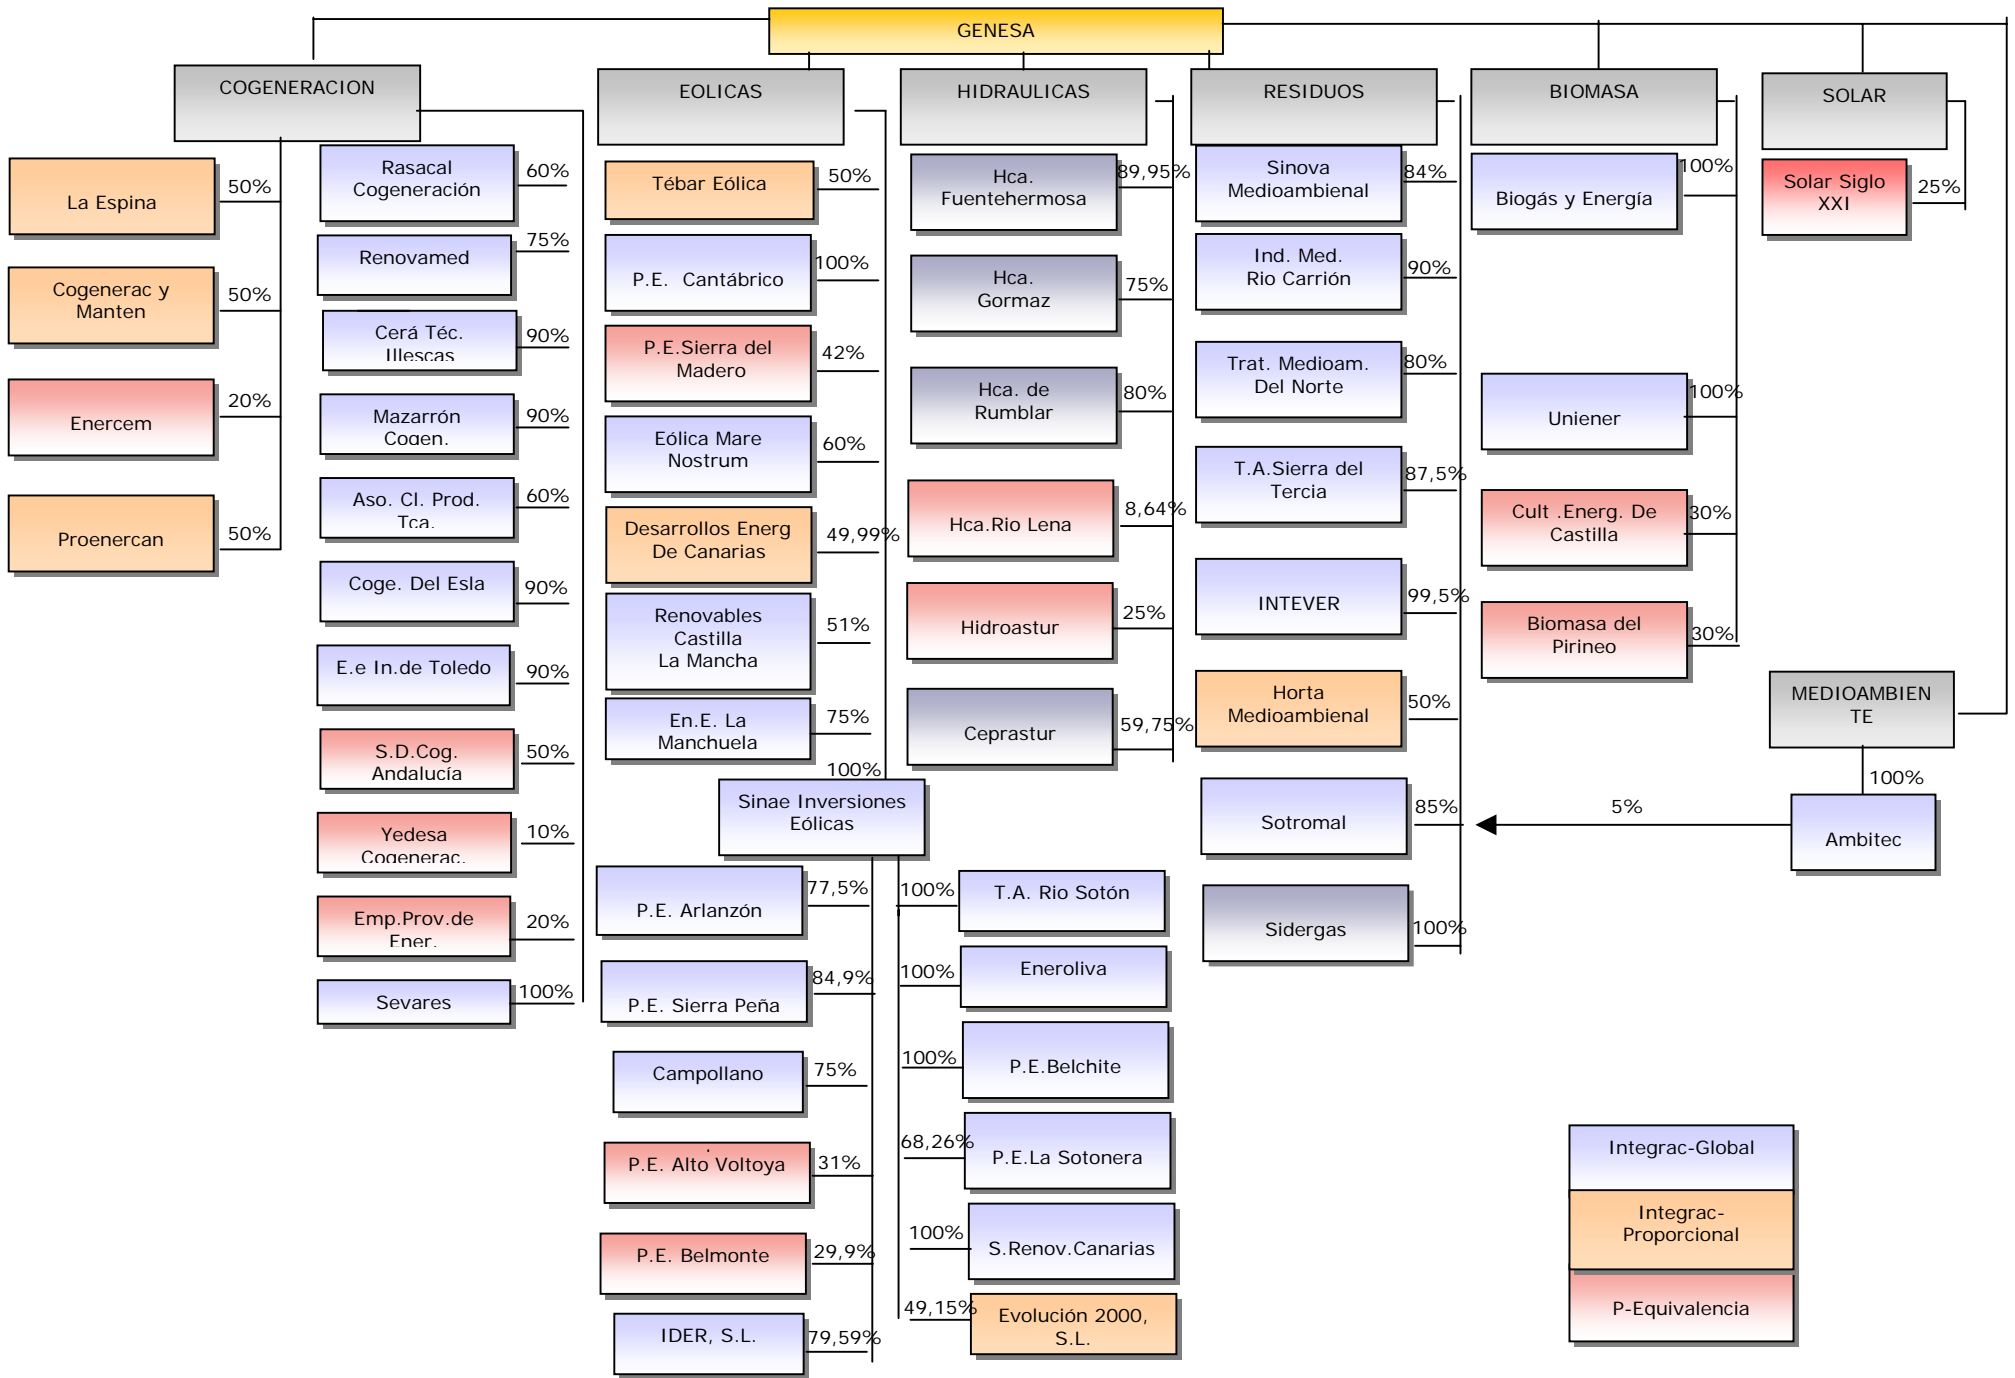 GENESA
COGENERACION
EOLICAS
HIDRAULICAS
RESIDUOS
BIOMASA
SOLAR
La Espina
50%
Cogenerac y
Manten
50%
Enercem
20%
Proenercan
50%
Rasacal
Cogeneración
60%
Renovamed
75%
Cerá Téc.
Illescas
90%
Mazarrón
Cogen.
90%
Aso. Cl. Prod.
Tca.
60%
Coge. Del Esla
90%
E.e In.de Toledo
90%
S.D.Cog.
Andalucía
50%
Yedesa
Cogenerac.
10%
Emp.Prov.de
Ener.
20%
Sevares
100%
Tébar Eólica
50%
P.E. Cantábrico
100%
P.E.Sierra del
Madero
42%
Eólica Mare
Nostrum
60%
Desarrollos Energ
De Canarias
49,99%
Renovables
Castilla
La Mancha
51%
En.E. La
Manchuela
75%
100%
Sinae Inversiones
Eólicas
P.E. Arlanzón
77,5%
P.E. Sierra Peña
84,9%
Campollano
75%
P.E. Alto Voltoya
31%
P.E. Belmonte
29,9%
IDER, S.L.
79,59%
100%
T.A. Rio Sotón
100%
Eneroliva
100%
P.E.Belchite
68,26%
P.E.La Sotonera
100%
S.Renov.Canarias
49,15%
Evolución 2000,
S.L.
Hca.
Fuentehermosa
89,95%
Hca.
Gormaz
75%
Hca. de
Rumblar
80%
Hca.Rio Lena
8,64%
Hidroastur
25%
Ceprastur
59,75%
Sinova
Medioambienal
84%
Ind. Med.
Rio Carrión
90%
Trat. Medioam.
Del Norte
80%
T.A.Sierra del
Tercia
87,5%
INTEVER
99,5%
Horta
Medioambienal
50%
Sotromal
85%
5%
Sidergas
100%
Biogás y Energía
100%
Uniener
100%
Cult .Energ. De
Castilla
30%
Biomasa del
Pirineo
30%
Solar Siglo
XXI
25%
MEDIOAMBIEN
TE
100%
Ambitec
Integrac-Global
Integrac-
Proporcional
P-Equivalencia